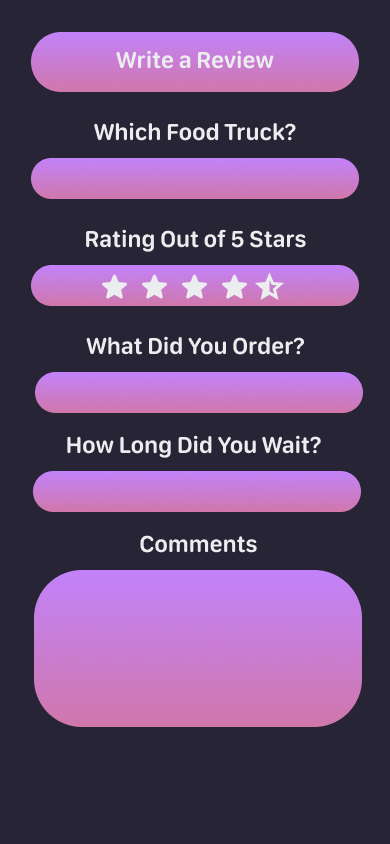 Write a Review
Which Food Truck?
Rating Out of 5 Stars
What Did You Order?
How Long Did You Wait?
Comments